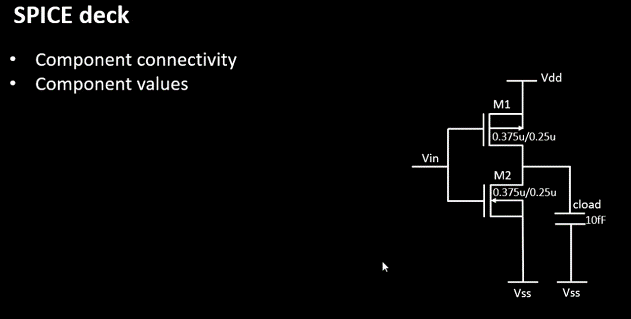 SPICE deck
• Component connectivity
• Component values
Vdd
M1
0.375u/0.25u
Vin
M2
0.375u/0.25u
cload
10fF
Vss
Vss